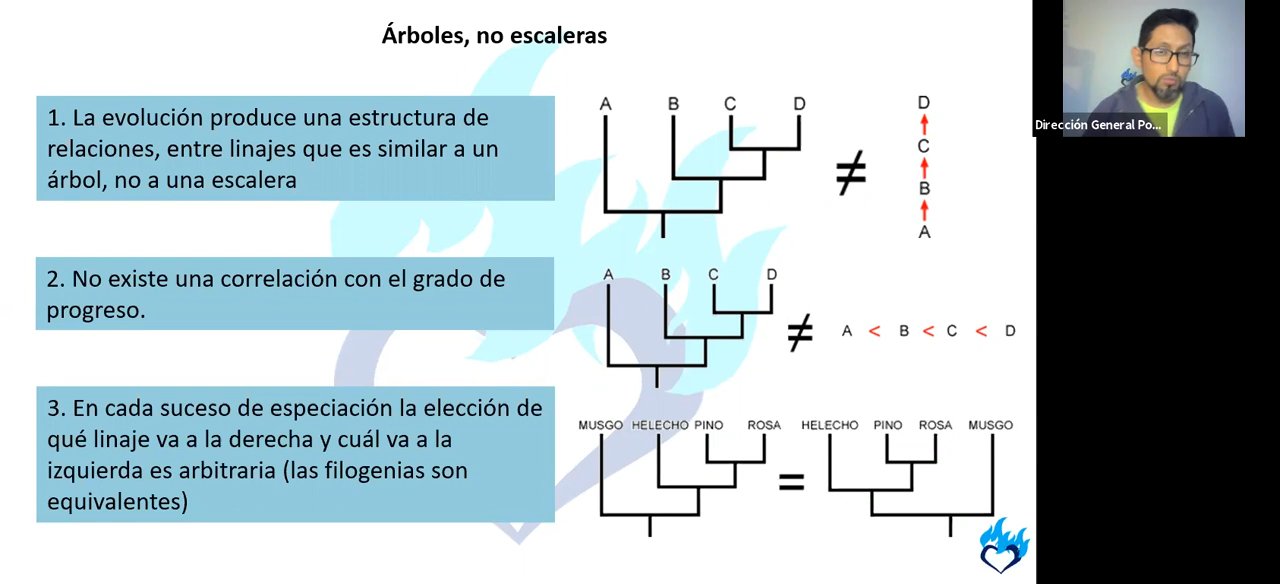 Árboles, no escaleras
1. La evolución produce una estructura de
relaciones, entre linajes que es similar a un
árbol, no a una escalera
A B C D
≠
D
C
B
A
2. No existe una correlación con el grado de
progreso.
A B C D
≠
A < B < C < D
3. En cada suceso de especiación la elección de
qué linaje va a la derecha y cuál va a la
izquierda es arbitraria (las filogenias son
equivalentes)
MUSGO HELECHO PINO ROSA
=
HELECHO PINO ROSA MUSGO
Dirección General Po...